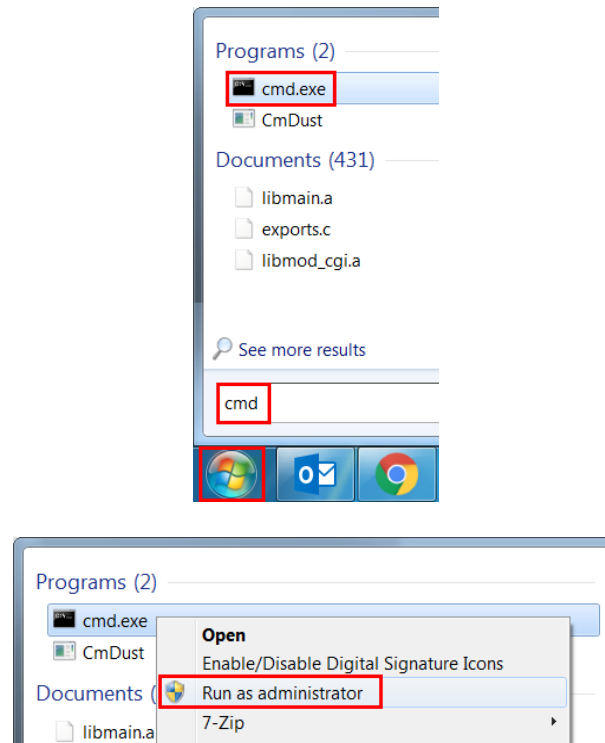 Programs (2)
cmd.exe
CmDust
Documents (431)
libmain.a
exports.c
libmod_cgi.a
See more results
cmd
Programs (2)
cmd.exe
Open
CmDust
Enable/Disable Digital Signature Icons
Documents (
Run as administrator
libmain.a
7-Zip